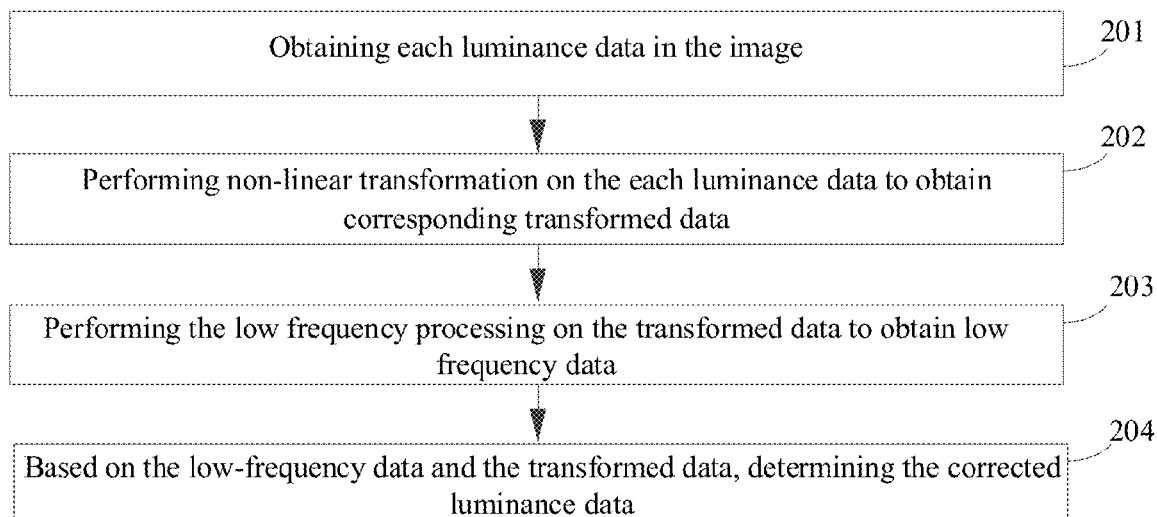 Obtaining each luminance data in the image
201
Performing non-linear transformation on the each luminance data to obtain
corresponding transformed data
202
Performing the low frequency processing on the transformed data to obtain low
frequency data
203
Based on the low-frequency data and the transformed data, determining the corrected
luminance data
204